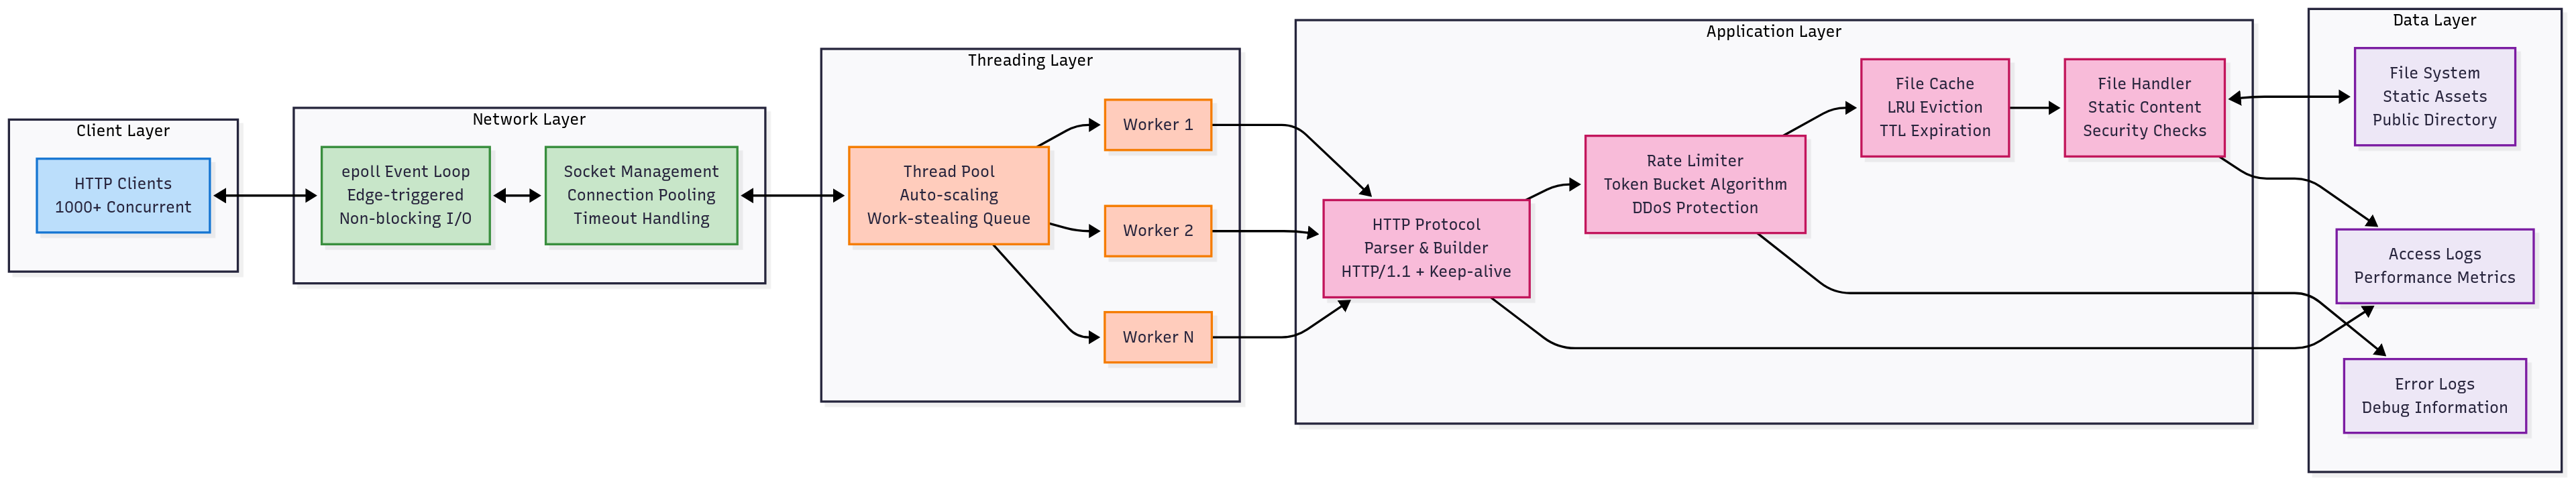 Client Layer
HTTP Clients
1000+ Concurrent
Network Layer
epoll Event Loop
Edge-triggered
Non-blocking I/O
Socket Management
Connection Pooling
Timeout Handling
Threading Layer
Thread Pool
Auto-scaling
Work-stealing Queue
Worker 1
Worker 2
Worker N
Application Layer
HTTP Protocol
Parser & Builder
HTTP/1.1 + Keep-alive
Rate Limiter
Token Bucket Algorithm
DDoS Protection
File Cache
LRU Eviction
TTL Expiration
File Handler
Static Content
Security Checks
Data Layer
File System
Static Assets
Public Directory
Access Logs
Performance Metrics
Error Logs
Debug Information